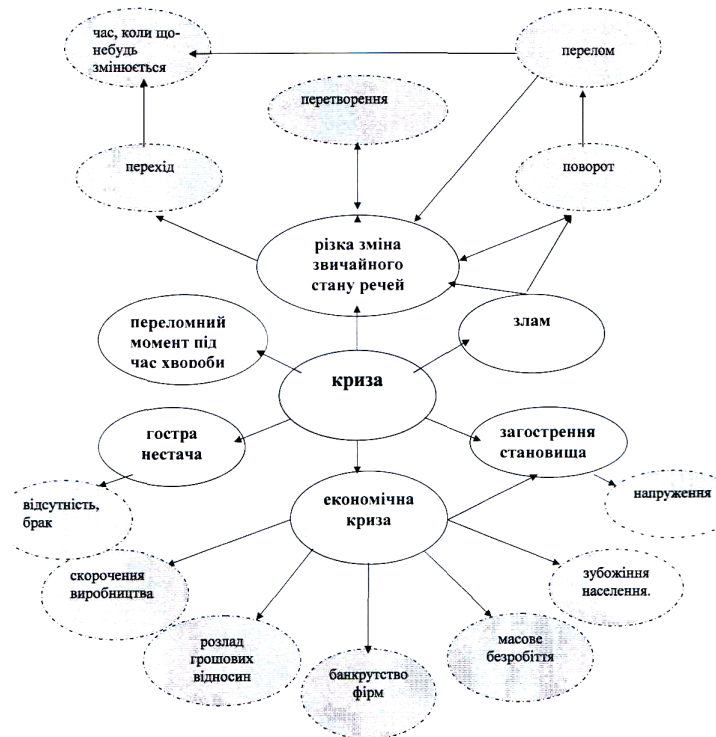 час, коли що-
небудь
змінюється
перелом
перетворення
перехід
поворот
різка зміна
звичайного
стану речей
переломний
момент під
час хвороби
злам
криза
гостра
нестача
загострення
становища
відсутність,
брак
економічна
криза
напруження
скорочення
виробництва
зубожіння
населення.
розлад
грошових
відносин
масове
безробіття
банкрутство
фірм